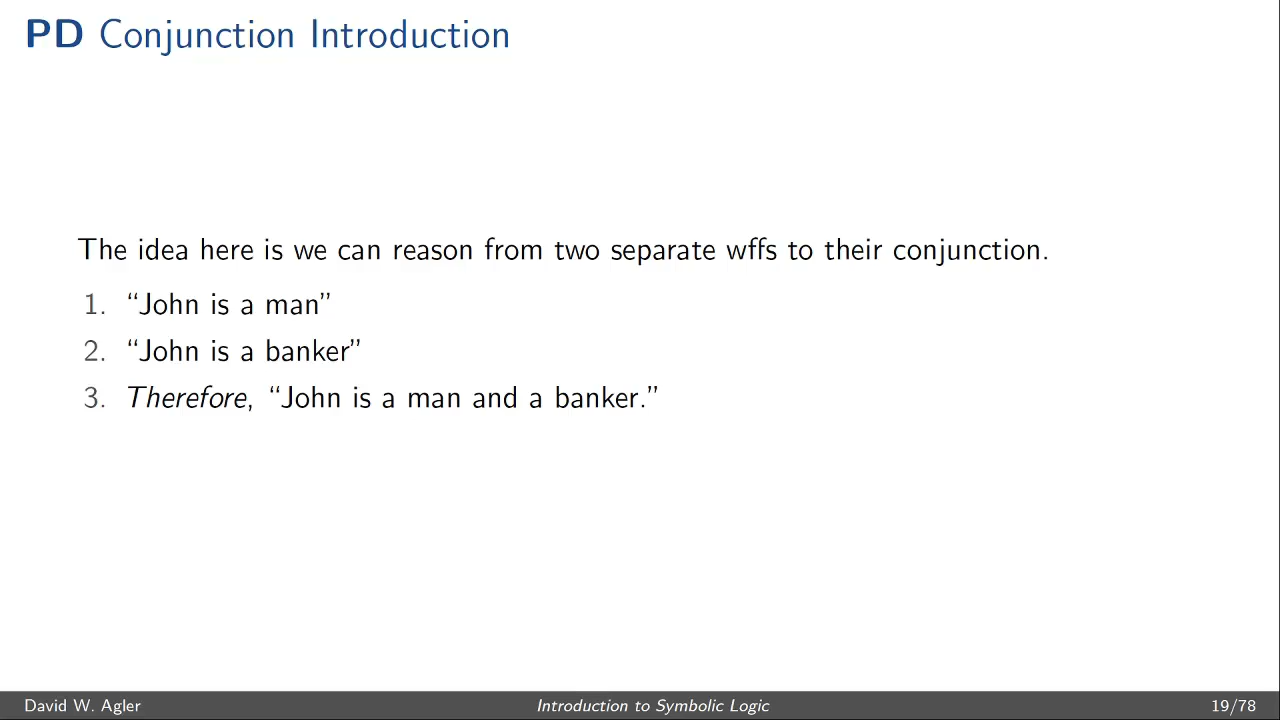 PD Conjunction Introduction
The idea here is we can reason from two separate wffs to their conjunction.
1. “John is a man”
2. “John is a banker”
3. Therefore, “John is a man and a banker.”
David W. Agler Introduction to Symbolic Logic 19/78